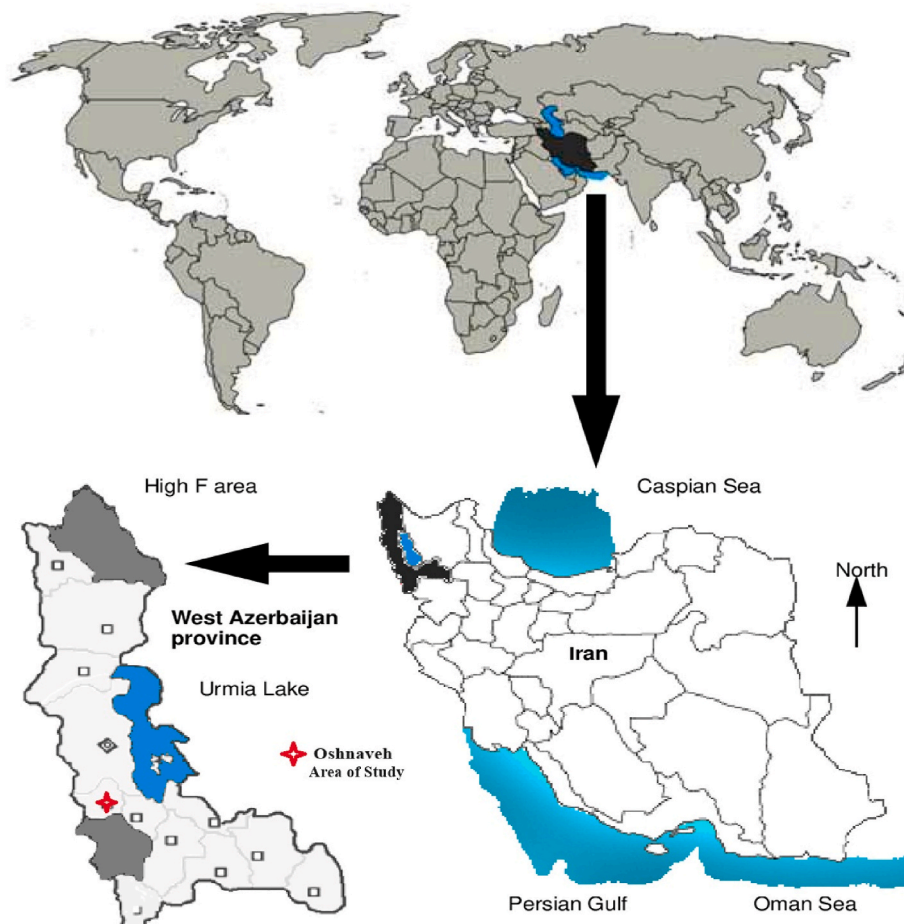 High F area
Caspian Sea
North
West Azerbaijan
province
Iran
Urmia Lake
Oshnaveh
Area of Study
Persian Gulf
Oman Sea